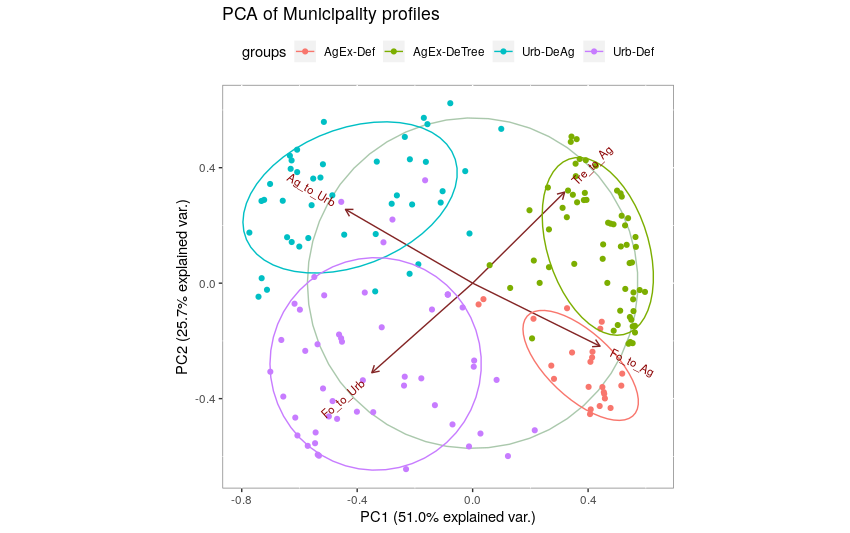 PCA of Municipality profiles
groups AgEx-Def AgEx-DeTree Urb-DeAg Urb-Def
PC2 (25.7% explained var.)
0.4
0.0
-0.4
Ag_to_Urb
Tre_to_Ag
Fo_to_Ag
Fo_to_Urb
-0.8 -0.4 0.0 0.4
PC1 (51.0% explained var.)